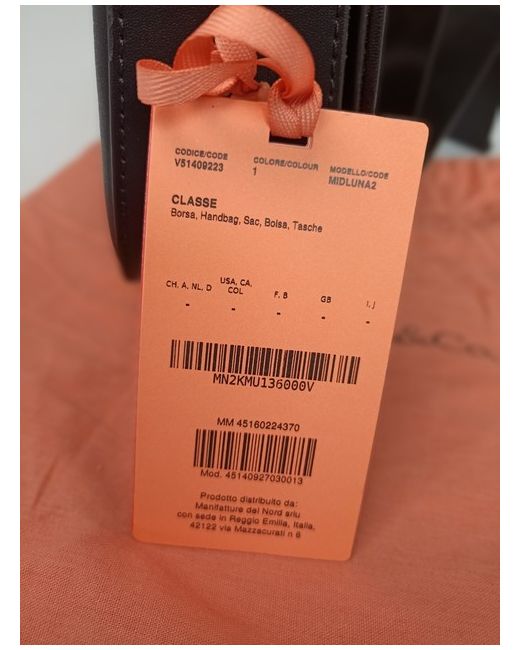 CODICE/CODE COLORE/COLOUR MODELLO/CODE
V51409223 1 MIDLUNA2
CLASSE
Borsa, Handbag, Sac, Bolsa, Tasche
CH, A, NL, D USA, CA, COL F, B GB I, J
- - - - -
MN2KMU136000V
MM 45160224370
Mod. 45140927030013
Prodotto distribuito da:
Manifatture del Nord srlu
con sede in Reggio Emilia, Italia,
42122 via Mazzacurati n 6
&Co